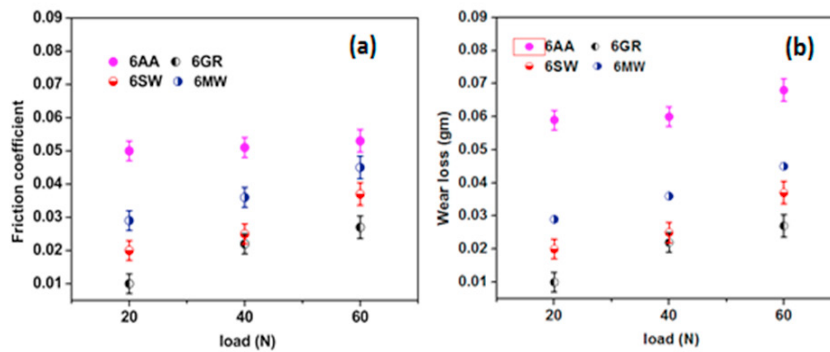 (a)
6AA 6GR
6SW 6MW
0.09
0.08
0.07
0.06
0.05
0.04
0.03
0.02
0.01
Friction coefficient
20 40 60
load (N)
(b)
6AA 6GR
6SW 6MW
0.09
0.08
0.07
0.06
0.05
0.04
0.03
0.02
0.01
Wear loss (gm)
20 40 60
load (N)